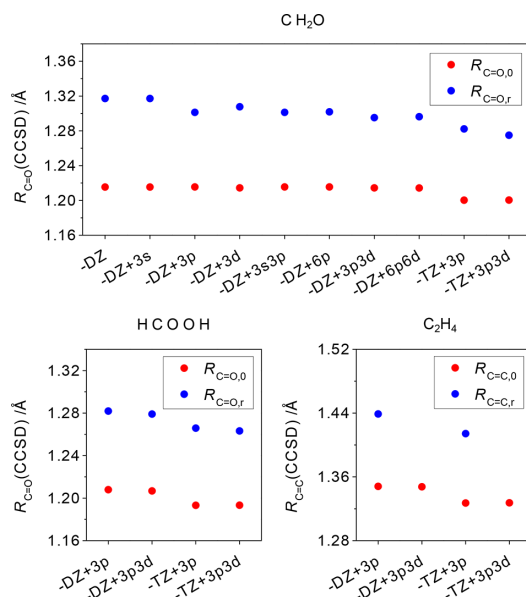 C H₂O
1.36
1.32
1.28
1.24
1.20
1.16
R_C=O(CCSD) /Å
R_C=O,0
R_C=O,r
-DZ
-DZ+3s
-DZ+3p
-DZ+3d
-DZ+3s3p
-DZ+6p
-DZ+3p3d
-DZ+6p6d
-TZ+3p
-TZ+3p3d
H C O O H
1.32
1.28
1.24
1.20
1.16
R_C=O(CCSD) /Å
R_C=O,0
R_C=O,r
-DZ+3p
-DZ+3p3d
-TZ+3p
-TZ+3p3d
C₂H₄
1.52
1.44
1.36
1.28
R_C=C(CCSD) /Å
R_C=C,0
R_C=C,r
-DZ+3p
-DZ+3p3d
-TZ+3p
-TZ+3p3d